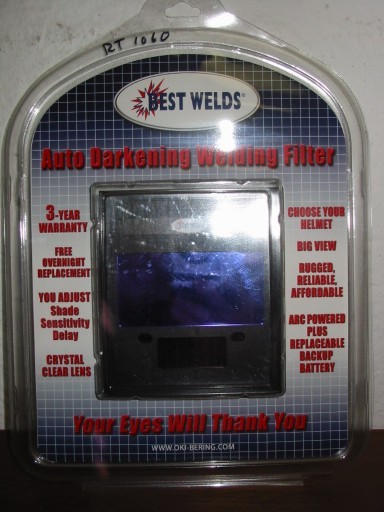 RT 1060
BEST WELDS®
Auto Darkening Welding Filter
3-YEAR
WARRANTY
FREE
OVERNIGHT
REPLACEMENT
YOU ADJUST
Shade
Sensitivity
Delay
CRYSTAL
CLEAR LENS
CHOOSE YOUR
HELMET
BIG VIEW
RUGGED,
RELIABLE,
AFFORDABLE
ARC POWERED
PLUS
REPLACEABLE
BACKUP
BATTERY
Your Eyes Will Thank You
WWW.OKI-BERING.COM